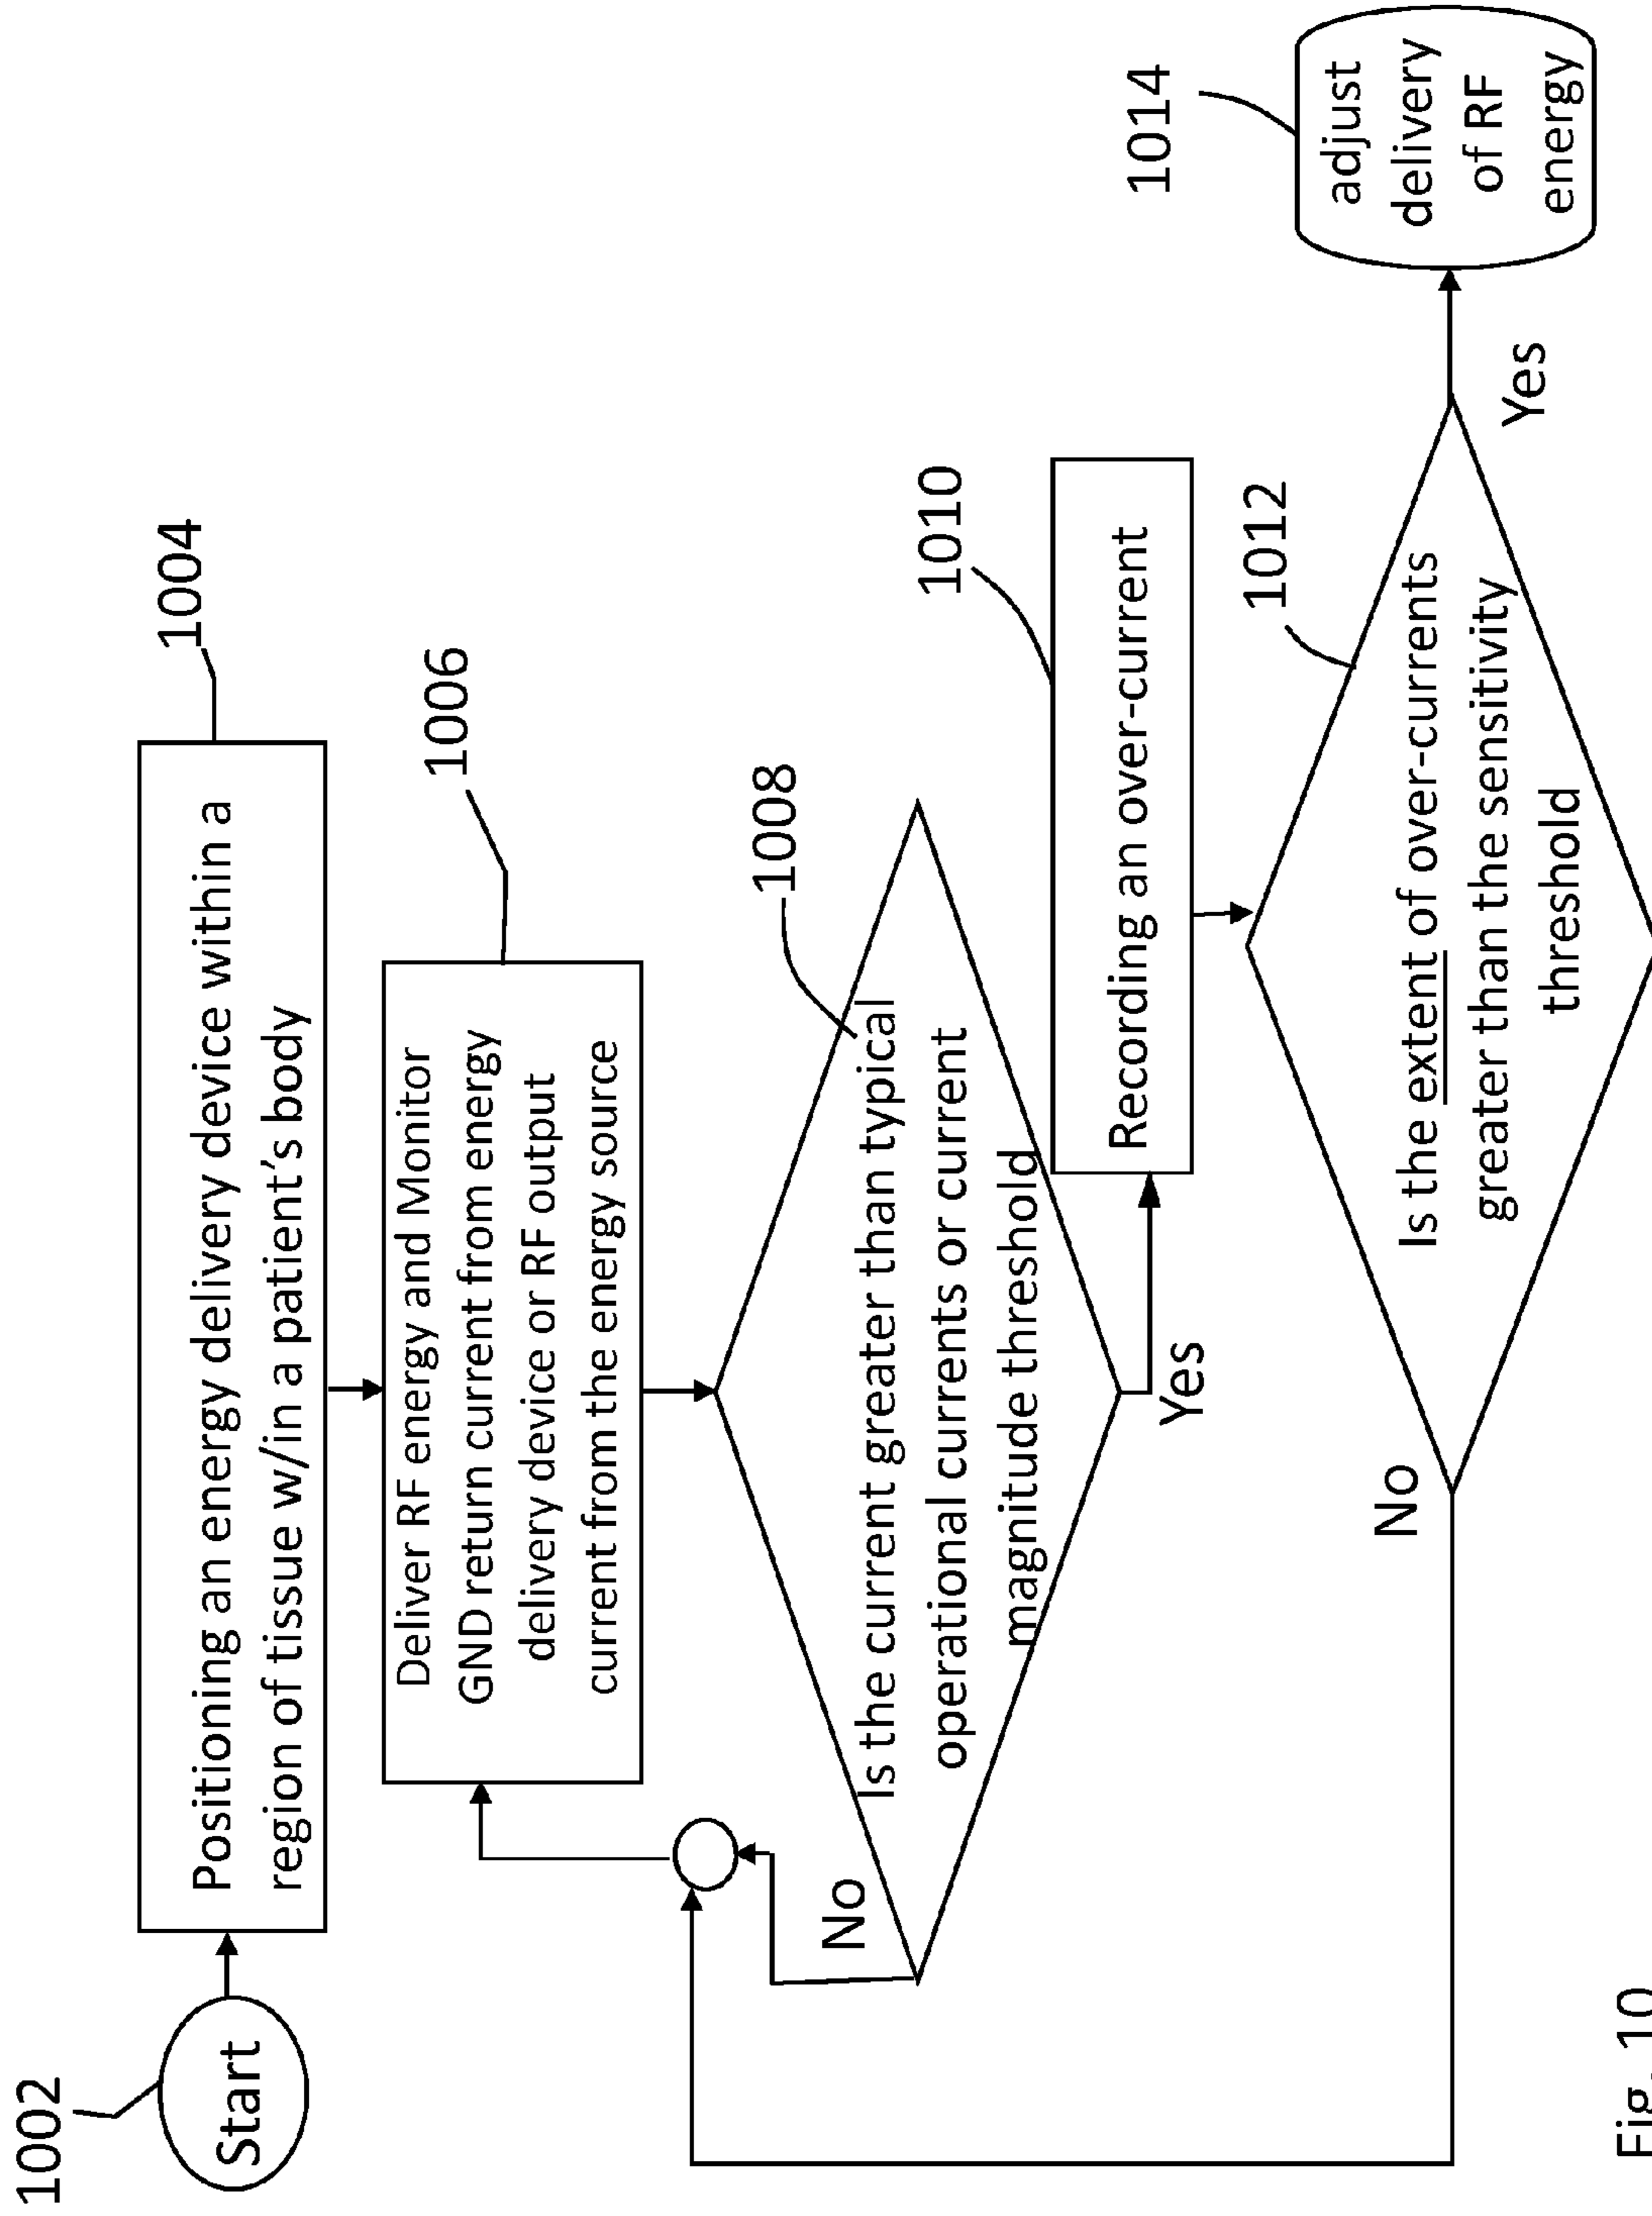 1002
Start
1004
Positioning an energy delivery device within a
region of tissue w/in a patient's body
1006
Deliver RF energy and Monitor
GND return current from energy
delivery device or RF output
current from the energy source
1008
Is the current greater than typical
operational currents or current
magnitude threshold
No
Yes
1010
Recording an over-current
1012
Is the extent of over-currents
greater than the sensitivity
threshold
No
Yes
1014
adjust
delivery
of RF
energy
Fig. 10